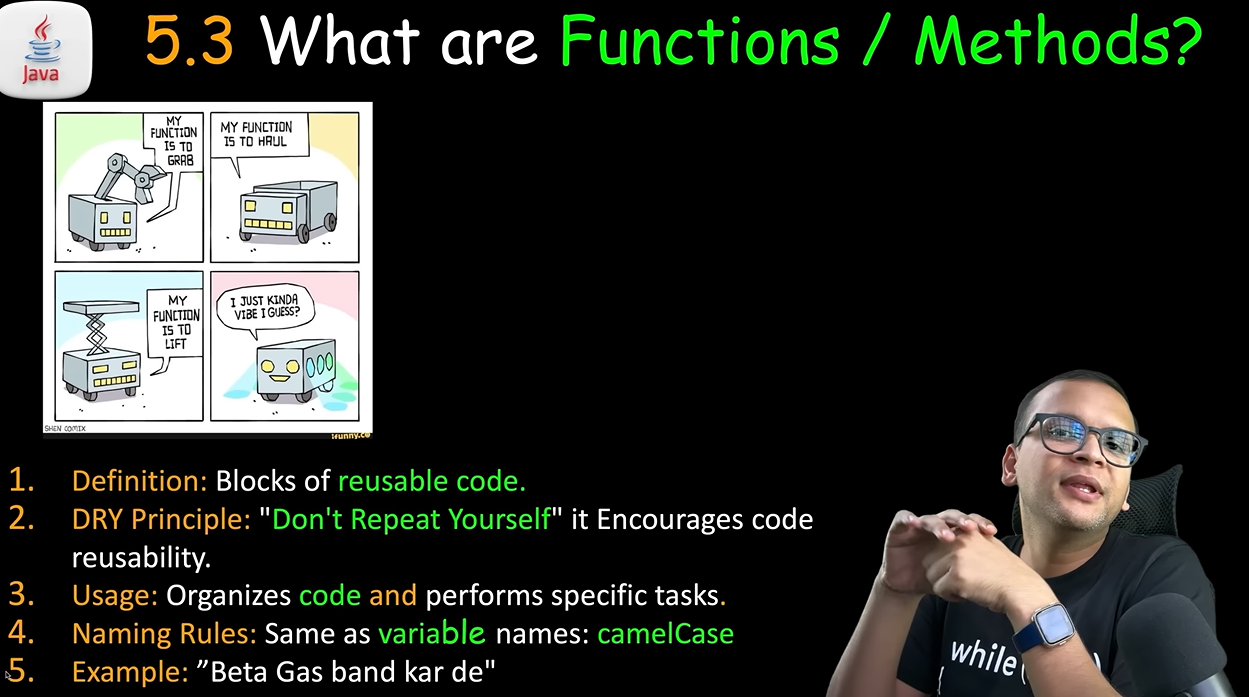 Java
5.3 What are Functions / Methods?
MY
FUNCTION
IS TO
GRAB
MY FUNCTION
IS TO HAUL
MY
FUNCTION
IS TO
LIFT
I JUST KINDA
VIBE I GUESS?
SHEN COMIX
ifunny.co
1. Definition: Blocks of reusable code.
2. DRY Principle: "Don't Repeat Yourself" it Encourages code
reusability.
3. Usage: Organizes code and performs specific tasks.
4. Naming Rules: Same as variable names: camelCase
5. Example: ”Beta Gas band kar de"
while (